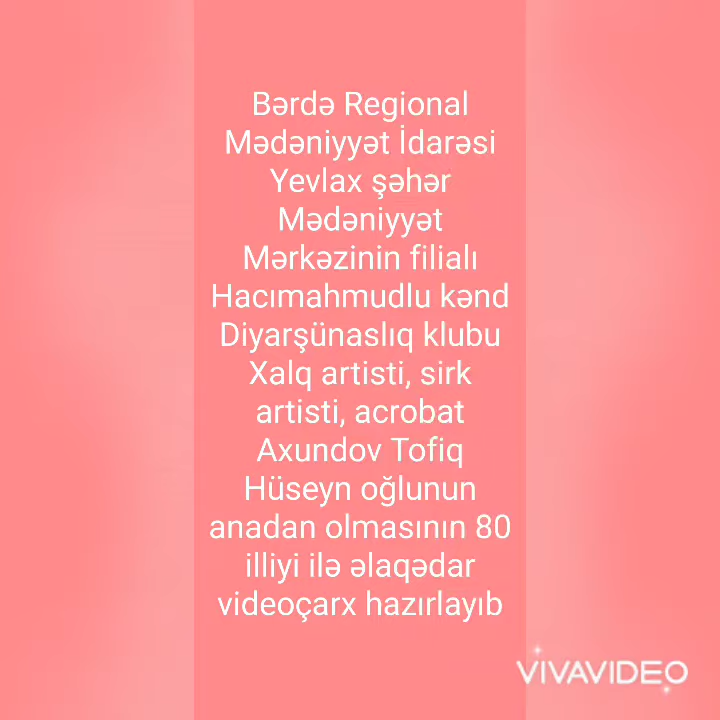 Bərdə Regional
Mədəniyyət İdarəsi
Yevlax şəhər
Mədəniyyət
Mərkəzinin filialı
Hacımahmudlu kənd
Diyarşünaslıq klubu
Xalq artisti, sirk
artisti, acrobat
Axundov Tofiq
Hüseyn oğlunun
anadan olmasının 80
illiyi ilə əlaqədar
videoçarx hazırlayıb
VIVAVIDEO